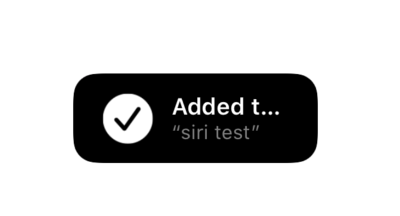 Added t...
“siri test”